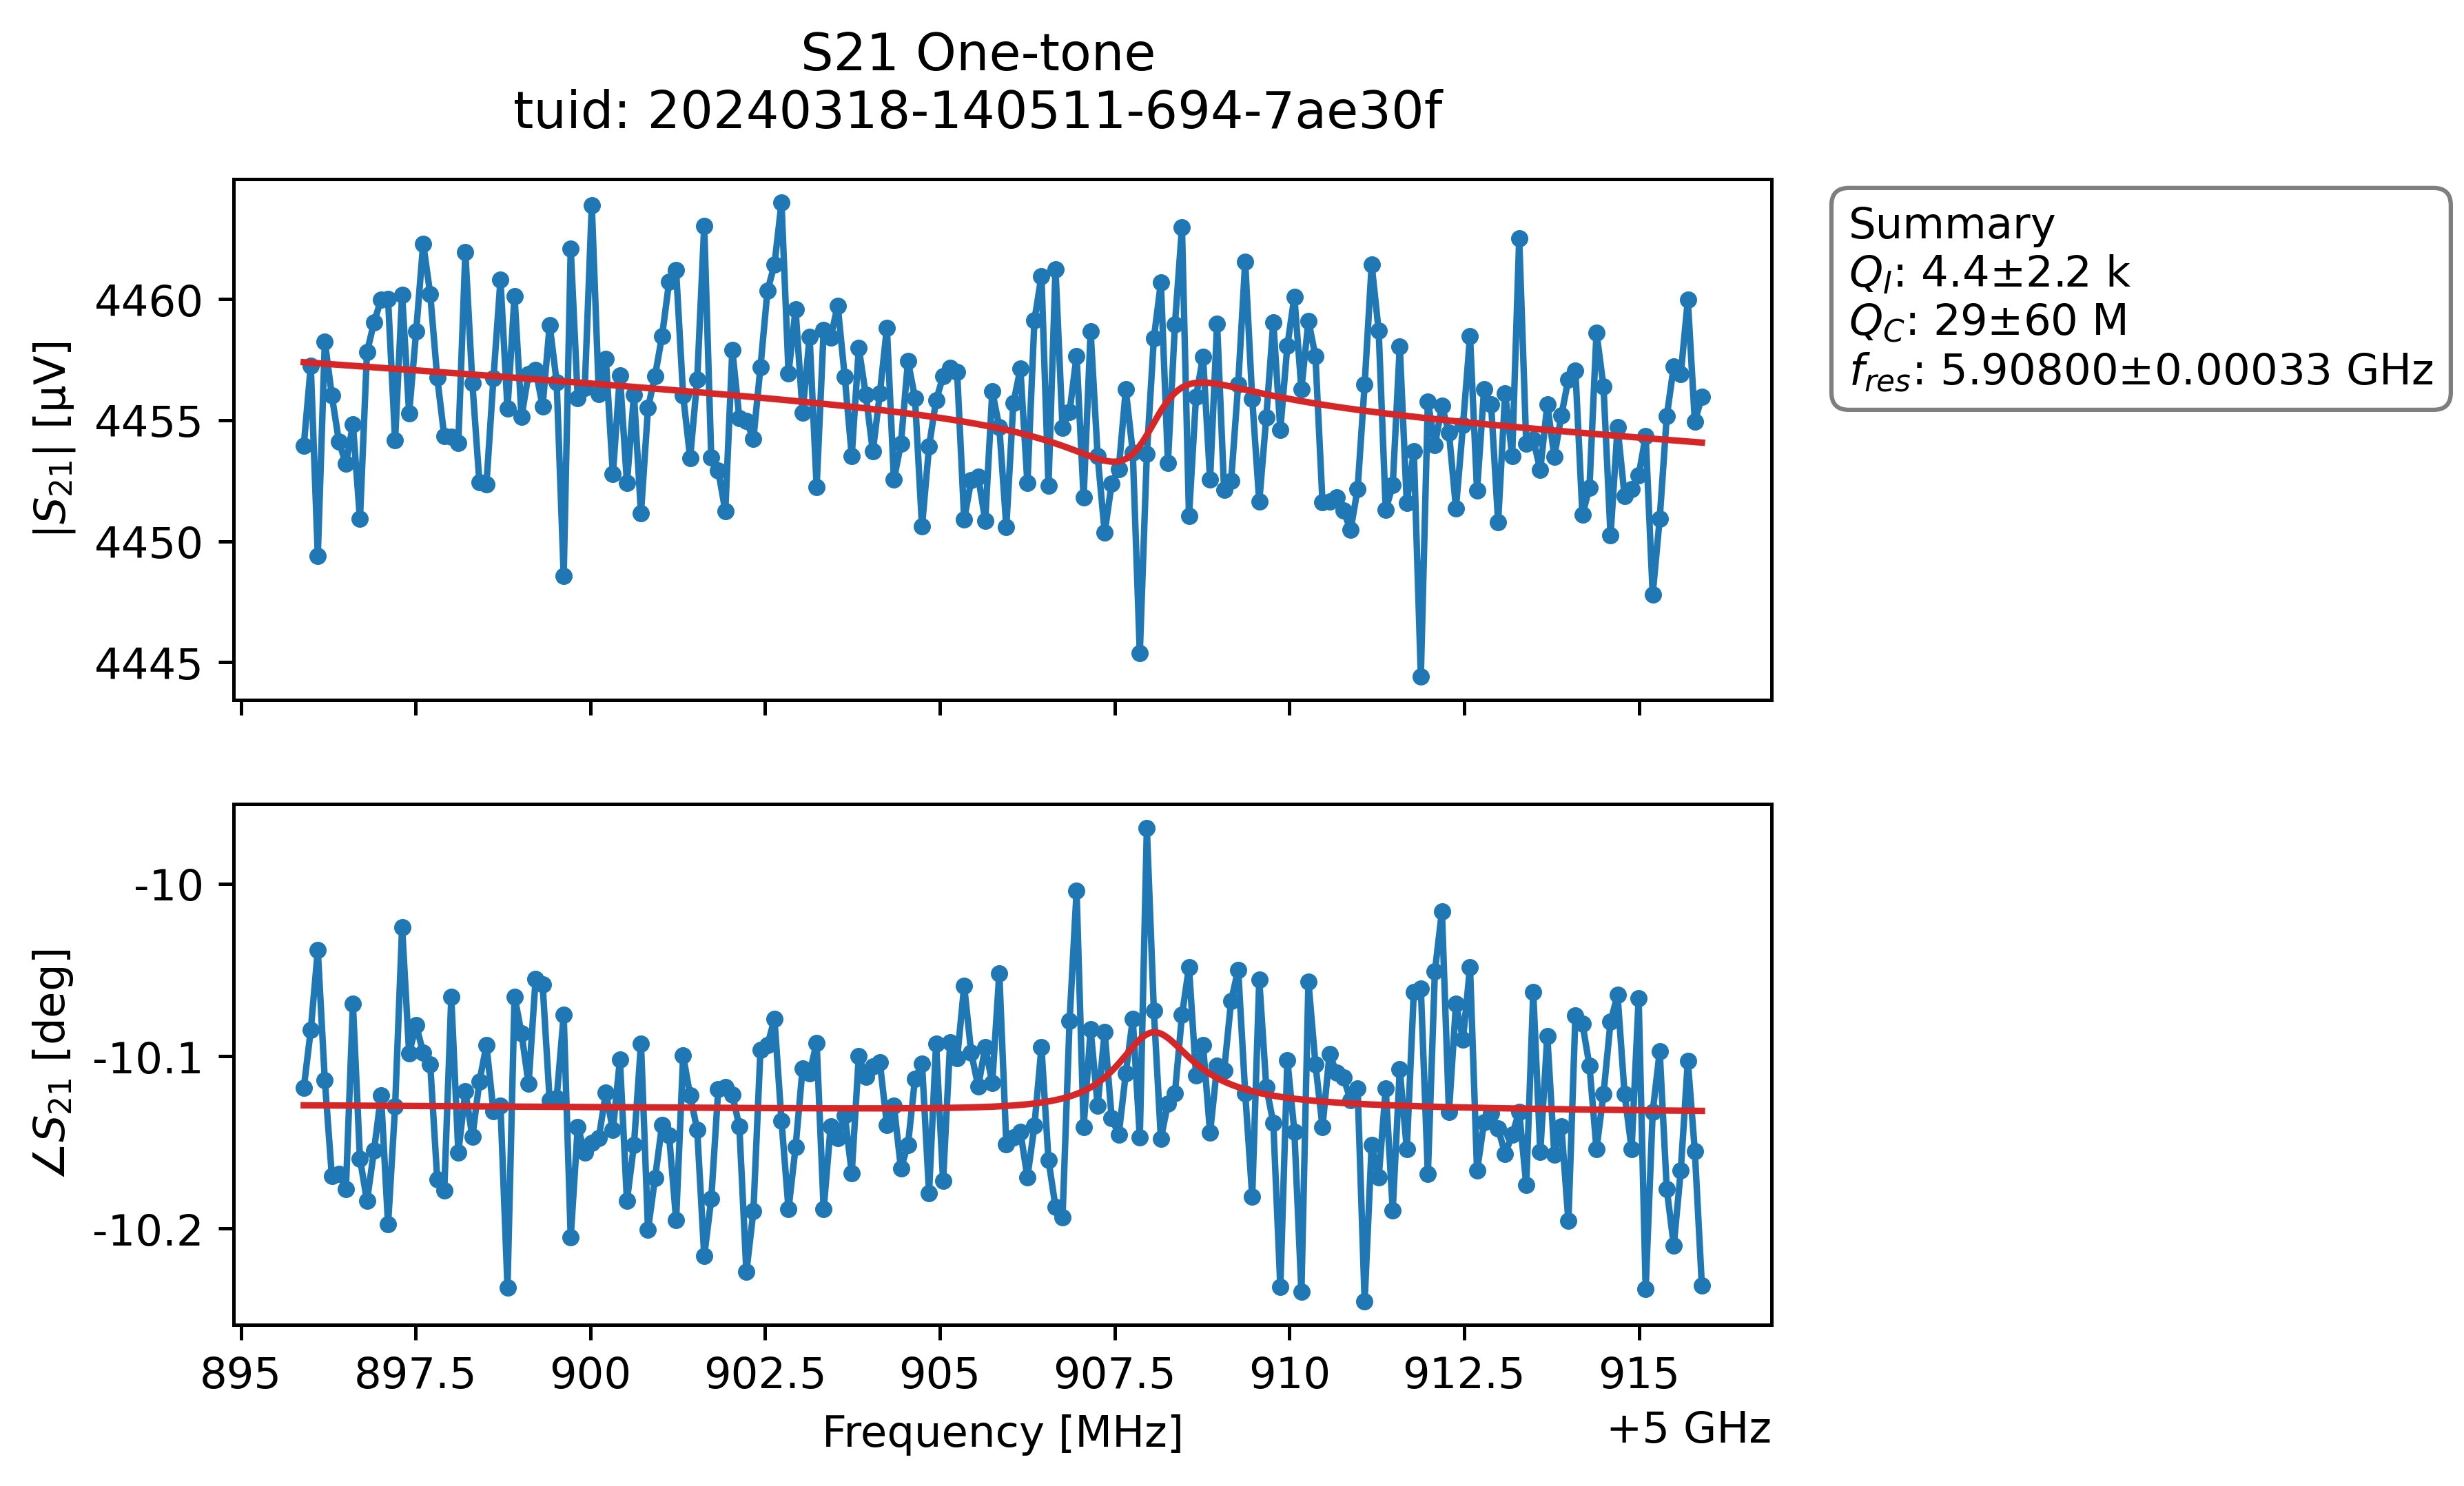 S21 One-tone
tuid: 20240318-140511-694-7ae30f
|S₂₁| [µV]
4460
4455
4450
4445
Summary
Qₗ: 4.4±2.2 k
Q_C: 29±60 M
f_res: 5.90800±0.00033 GHz
∠S₂₁ [deg]
-10
-10.1
-10.2
895 897.5 900 902.5 905 907.5 910 912.5 915
Frequency [MHz]
+5 GHz